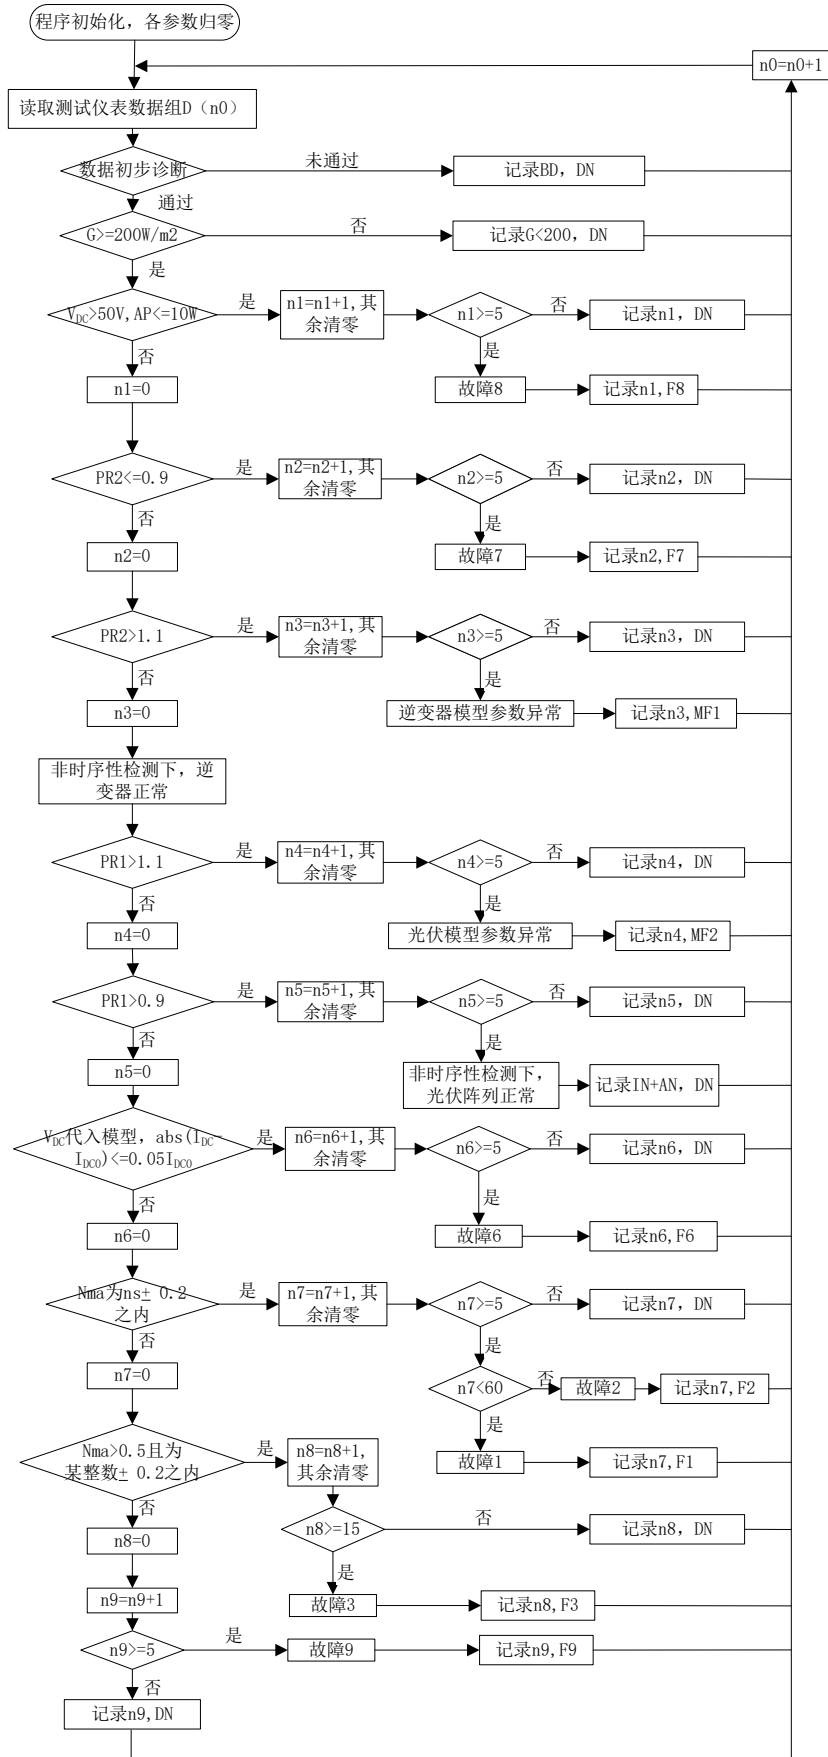 程序初始化，各参数归零
n0=n0+1
读取测试仪表数据组D（n0）
数据初步诊断
未通过
记录BD，DN
通过
G>=200W/m2
否
记录G<200，DN
是
V_DC>50V,AP<=10W
是
n1=n1+1,其
余清零
n1>=5
否
记录n1，DN
否
是
n1=0
故障8
记录n1,F8
PR2<=0.9
是
n2=n2+1,其
余清零
n2>=5
否
记录n2，DN
否
是
n2=0
故障7
记录n2,F7
PR2>1.1
是
n3=n3+1,其
余清零
n3>=5
否
记录n3，DN
否
是
n3=0
逆变器模型参数异常
记录n3,MF1
非时序性检测下，逆
变器正常
PR1>1.1
是
n4=n4+1,其
余清零
n4>=5
否
记录n4，DN
否
是
n4=0
光伏模型参数异常
记录n4,MF2
PR1>0.9
是
n5=n5+1,其
余清零
n5>=5
否
记录n5，DN
否
是
n5=0
非时序性检测下，
光伏阵列正常
记录IN+AN，DN
V_DC代入模型，abs(I_DC-
I_DC0)<=0.05I_DC0
是
n6=n6+1,其
余清零
n6>=5
否
记录n6，DN
否
是
n6=0
故障6
记录n6,F6
Nma为ns± 0.2
之内
是
n7=n7+1,其
余清零
n7>=5
否
记录n7，DN
否
是
n7=0
n7<60
否
故障2
记录n7,F2
是
故障1
记录n7,F1
Nma>0.5且为
某整数± 0.2之内
是
n8=n8+1,
其余清零
否
n8=0
n8>=15
否
记录n8，DN
是
n9=n9+1
故障3
记录n8,F3
n9>=5
是
故障9
记录n9,F9
否
记录n9,DN